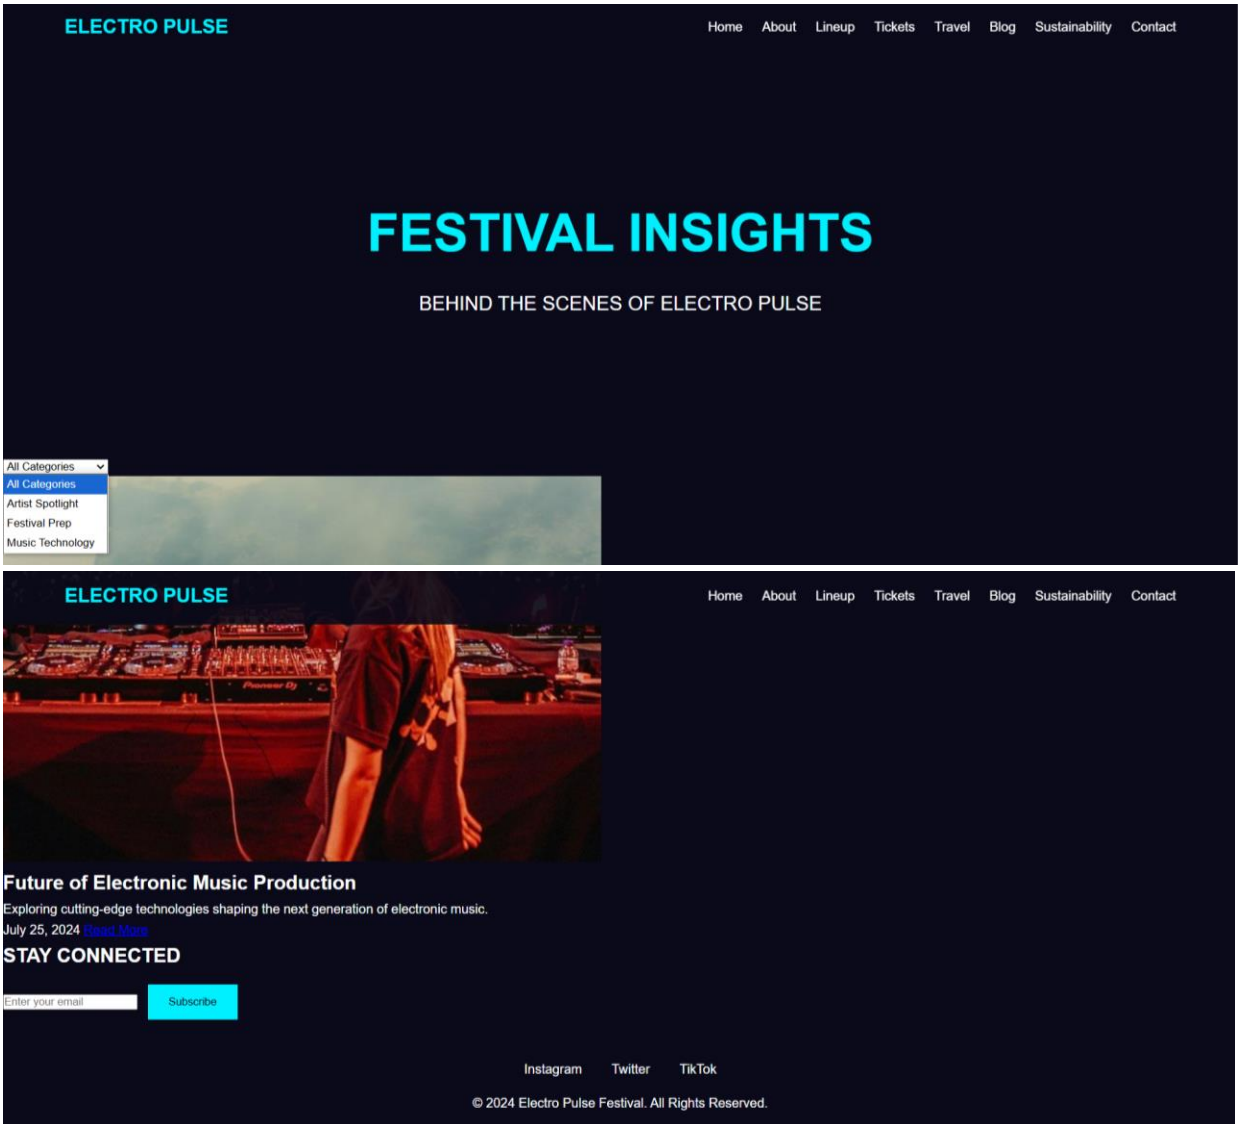 ELECTRO PULSE
Home About Lineup Tickets Travel Blog Sustainability Contact
FESTIVAL INSIGHTS
BEHIND THE SCENES OF ELECTRO PULSE
All Categories
All Categories
Artist Spotlight
Festival Prep
Music Technology
ELECTRO PULSE
Home About Lineup Tickets Travel Blog Sustainability Contact
Pioneer Dj
Future of Electronic Music Production
Exploring cutting-edge technologies shaping the next generation of electronic music.
July 25, 2024 Read More
STAY CONNECTED
Enter your email Subscribe
Instagram Twitter TikTok
© 2024 Electro Pulse Festival. All Rights Reserved.